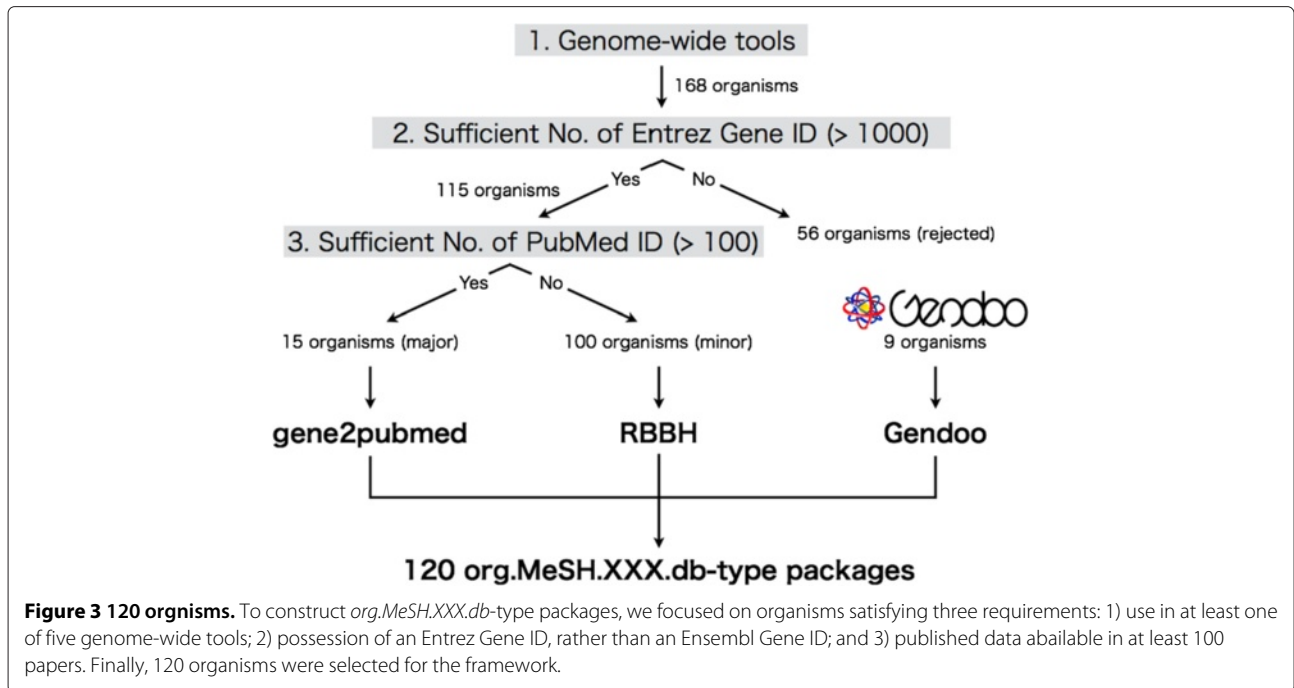 1. Genome-wide tools
168 organisms
2. Sufficient No. of Entrez Gene ID (> 1000)
115 organisms
Yes
No
3. Sufficient No. of PubMed ID (> 100)
56 organisms (rejected)
Yes
No
Gendoo
15 organisms (major)
100 organisms (minor)
9 organisms
gene2pubmed
RBBH
Gendoo
120 org.MeSH.XXX.db-type packages
Figure 3 120 orgnisms. To construct org.MeSH.XXX.db-type packages, we focused on organisms satisfying three requirements: 1) use in at least one
of five genome-wide tools; 2) possession of an Entrez Gene ID, rather than an Ensembl Gene ID; and 3) published data abailable in at least 100
papers. Finally, 120 organisms were selected for the framework.